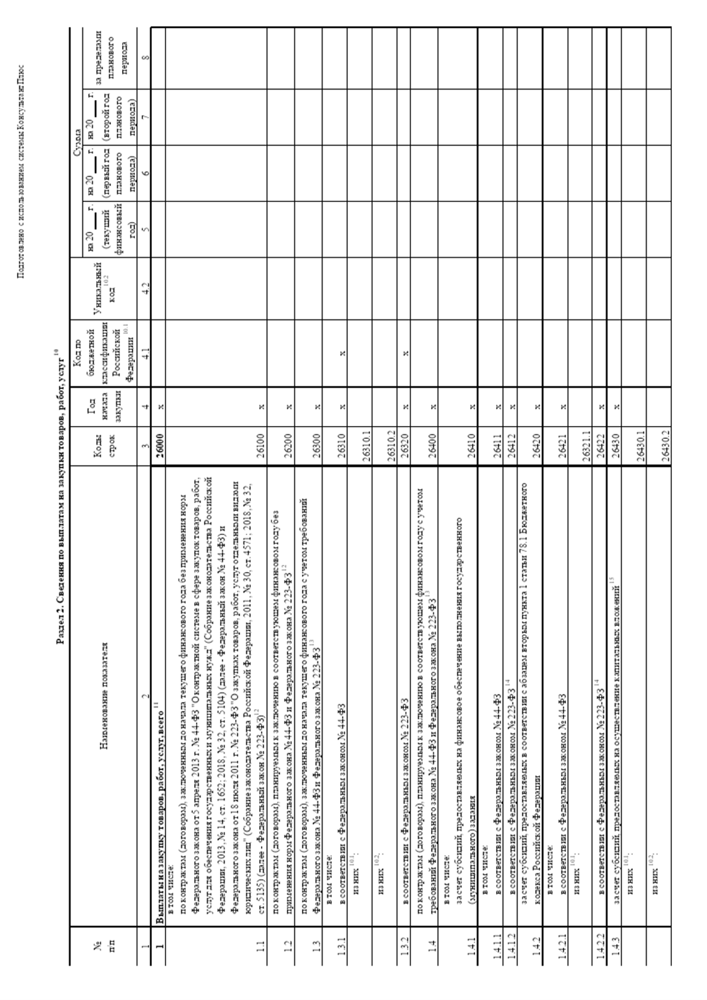 Подготовлено с использованием системы КонсультантПлюс
Раздел 2. Сведения по выплатам на закупки товаров, работ, услуг 10
№
п/п
Наименование показателя
Коды
строк
Год
начала
закупки
Код по
бюджетной
классификации
Российской
Федерации 10.1
Уникальный
код 10.2
Сумма
на 20 ___ г.
(текущий
финансовый
год)
на 20 ___ г.
(первый год
планового
периода)
на 20 ___ г.
(второй год
планового
периода)
за пределами
планового
периода
1 2 3 4 4.1 4.2 5 6 7 8
1 Выплаты на закупку товаров, работ, услуг, всего 11 26000 x
в том числе:
по контрактам (договорам), заключенным до начала текущего финансового года без применения норм
Федерального закона от 5 апреля 2013 г. № 44-ФЗ "О контрактной системе в сфере закупок товаров, работ,
услуг для обеспечения государственных и муниципальных нужд" (Собрание законодательства Российской
Федерации, 2013, № 14, ст. 1652; 2018, № 32, ст. 5104) (далее - Федеральный закон № 44-ФЗ) и
Федерального закона от 18 июля 2011 г. № 223-ФЗ "О закупках товаров, работ, услуг отдельными видами
юридических лиц" (Собрание законодательства Российской Федерации, 2011, № 30, ст. 4571; 2018, № 32,
1.1 ст. 5135) (далее - Федеральный закон № 223-ФЗ) 12 26100 x
по контрактам (договорам), планируемым к заключению в соответствующем финансовом году без
1.2 применения норм Федерального закона № 44-ФЗ и Федерального закона № 223-ФЗ 12 26200 x
по контрактам (договорам), заключенным до начала текущего финансового года с учетом требований
1.3 Федерального закона № 44-ФЗ и Федерального закона № 223-ФЗ 13 26300 x
в том числе:
1.3.1 в соответствии с Федеральным законом № 44-ФЗ 26310 x x
из них 10.1:
26310.1
из них 10.2:
26310.2
1.3.2 в соответствии с Федеральным законом № 223-ФЗ 26320 x x
по контрактам (договорам), планируемым к заключению в соответствующем финансовом году с учетом
1.4 требований Федерального закона № 44-ФЗ и Федерального закона № 223-ФЗ 13 26400 x
в том числе:
за счет субсидий, предоставляемых на финансовое обеспечение выполнения государственного
1.4.1 (муниципального) задания 26410 x
в том числе:
1.4.1.1 в соответствии с Федеральным законом № 44-ФЗ 26411 x
1.4.1.2 в соответствии с Федеральным законом № 223-ФЗ 14 26412 x
за счет субсидий, предоставляемых в соответствии с абзацем вторым пункта 1 статьи 78.1 Бюджетного
1.4.2 кодекса Российской Федерации 26420 x
в том числе:
1.4.2.1 в соответствии с Федеральным законом № 44-ФЗ 26421 x
из них 10.1:
26321.1
1.4.2.2 в соответствии с Федеральным законом № 223-ФЗ 14 26422 x
1.4.3 за счет субсидий, предоставляемых на осуществление капитальных вложений 15 26430 x
из них 10.1:
26430.1
из них 10.2:
26430.2